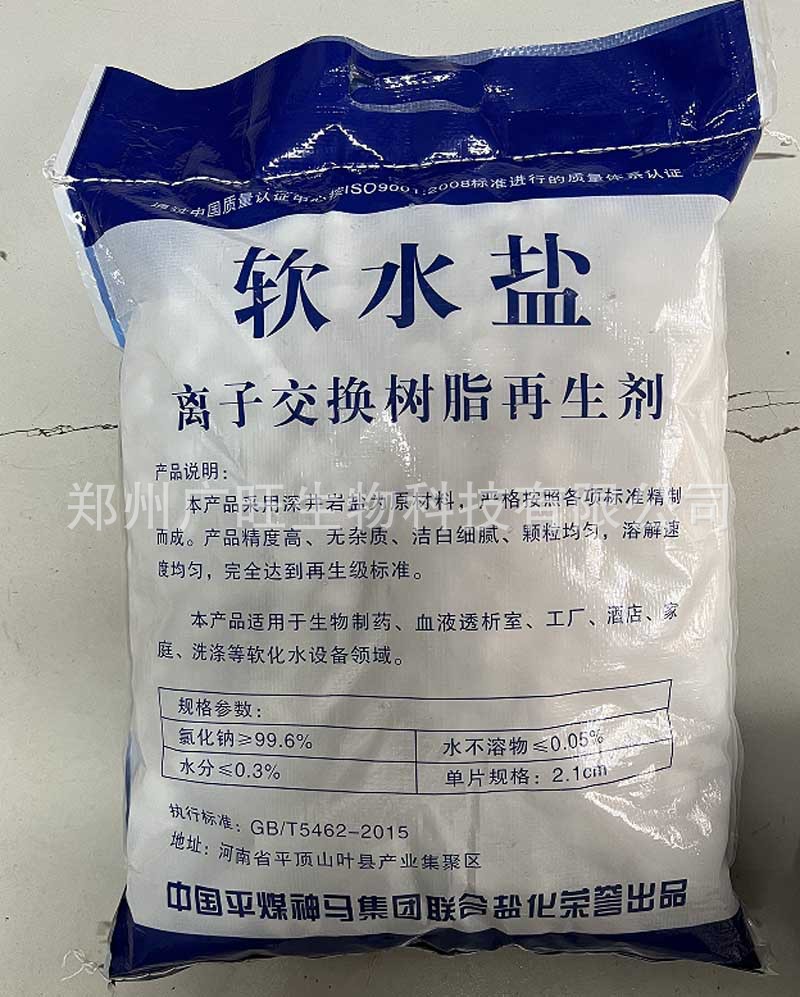 通过中国质量认证中心按ISO9001:2008标准进行的质量体系认证
软水盐
离子交换树脂再生剂
产品说明:
本产品采用深井岩盐为原材料，严格按照各项标准精制
而成。产品精度高、无杂质、洁白细腻、颗粒均匀，溶解速
度均匀，完全达到再生级标准。
郑州广旺生物科技有限公司
本产品适用于生物制药、血液透析室、工厂、酒店、家
庭、洗涤等软化水设备领域。
规格参数:
氯化钠≥99.6%
水不溶物≤0.05%
水分≤0.3%
单片规格: 2.1cm
执行标准: GB/T5462-2015
地址: 河南省平顶山叶县产业集聚区
中国平煤神马集团联合盐化荣誉出品